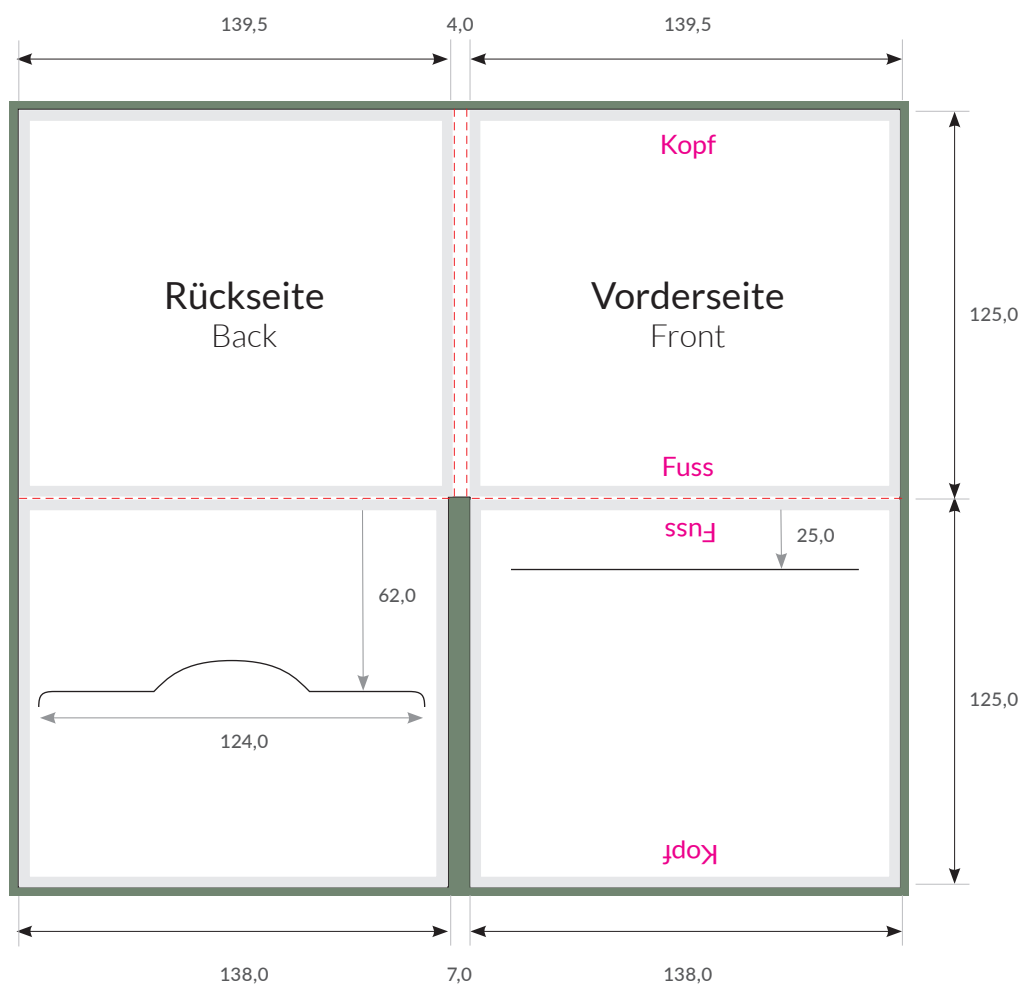 139,5
4,0
139,5
Kopf
Rückseite
Back
Vorderseite
Front
125,0
Fuss
Fuss
25,0
62,0
125,0
124,0
Kopf
138,0
7,0
138,0